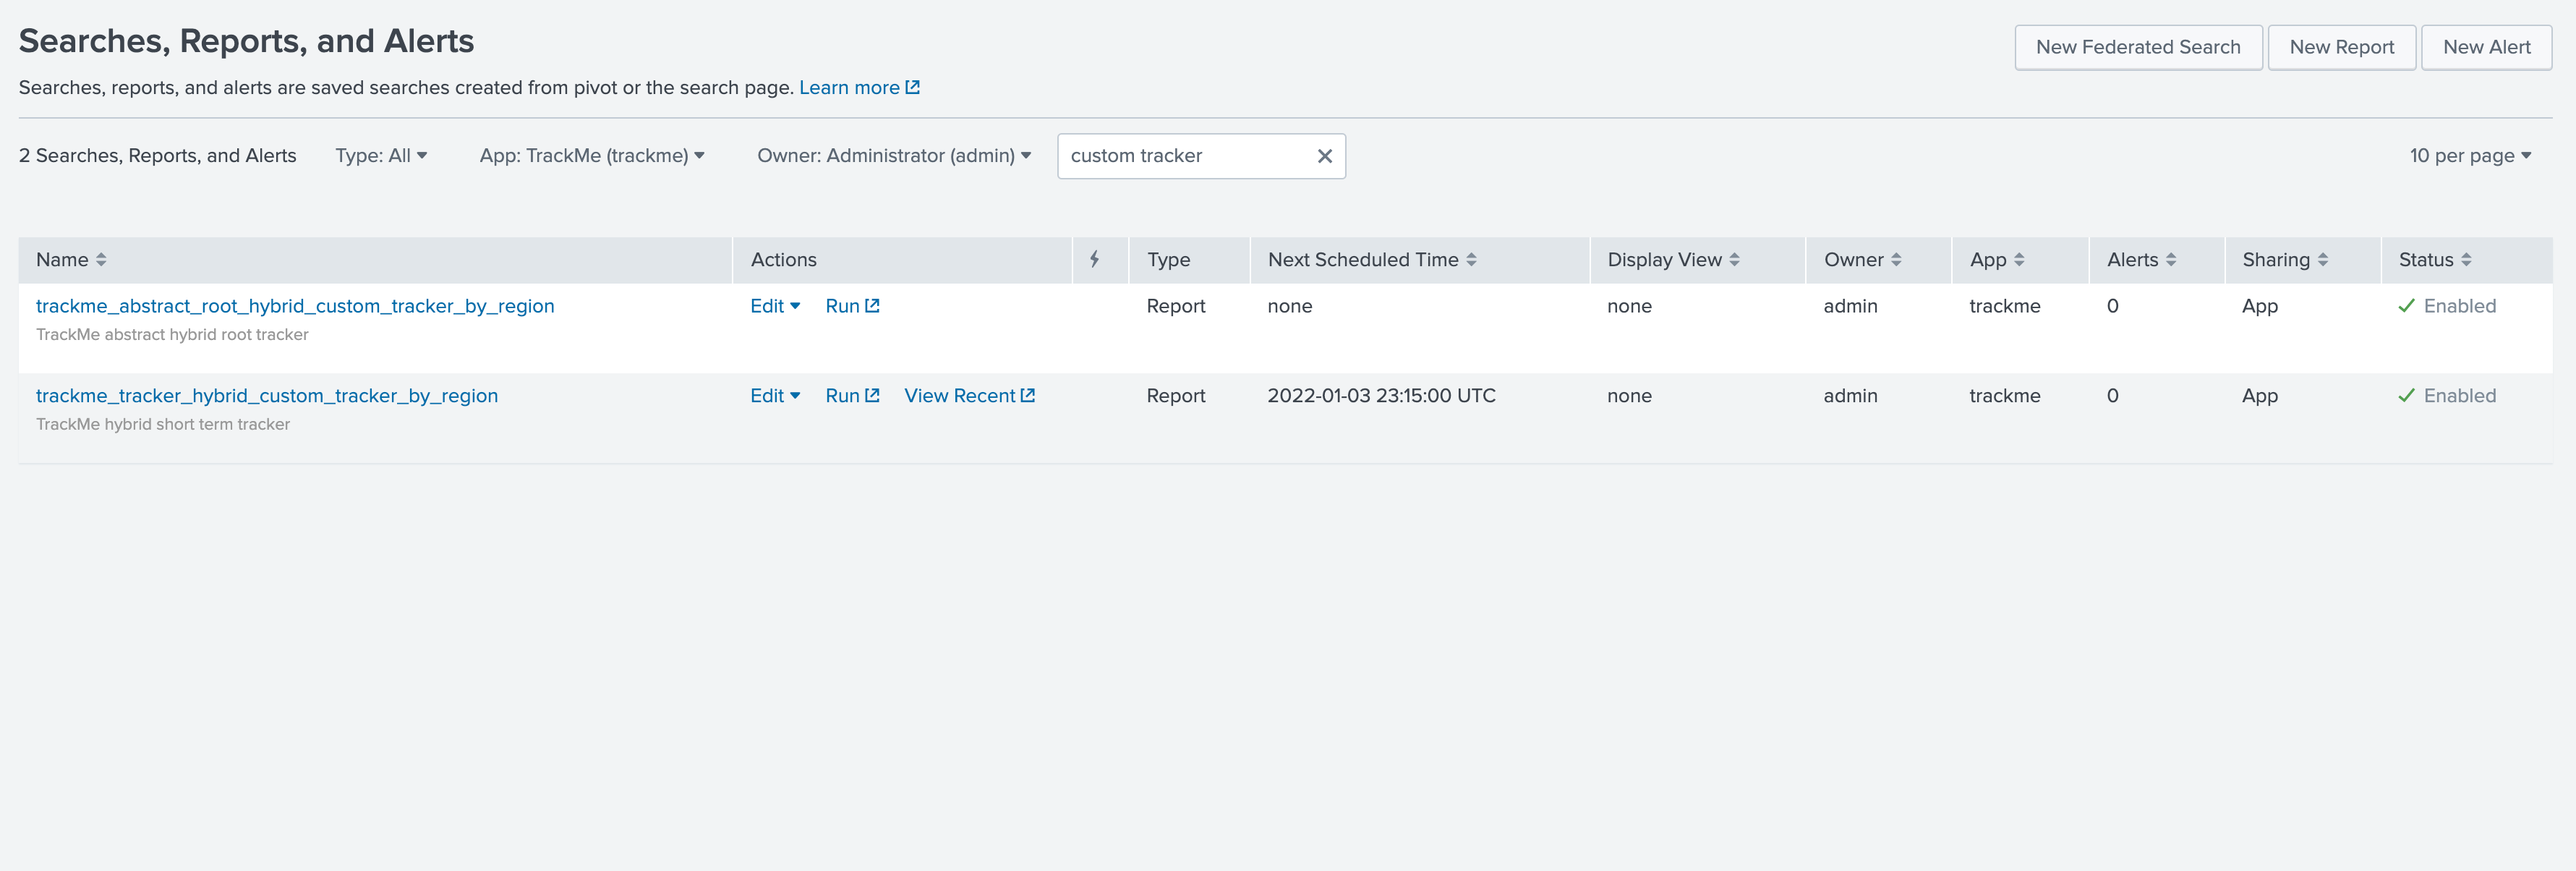 Searches, Reports, and Alerts
New Federated Search New Report New Alert
Searches, reports, and alerts are saved searches created from pivot or the search page. Learn more
2 Searches, Reports, and Alerts Type: All App: TrackMe (trackme) Owner: Administrator (admin) custom tracker 10 per page
Name Actions Type Next Scheduled Time Display View Owner App Alerts Sharing Status
trackme_abstract_root_hybrid_custom_tracker_by_region Edit Run Report none none admin trackme 0 App Enabled
TrackMe abstract hybrid root tracker
trackme_tracker_hybrid_custom_tracker_by_region Edit Run View Recent Report 2022-01-03 23:15:00 UTC none admin trackme 0 App Enabled
TrackMe hybrid short term tracker